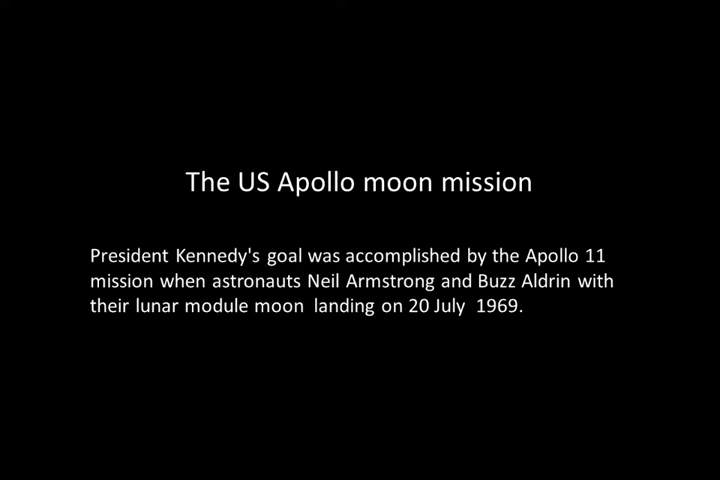 The US Apollo moon mission
President Kennedy's goal was accomplished by the Apollo 11
mission when astronauts Neil Armstrong and Buzz Aldrin with
their lunar module moon  landing on 20 July  1969.